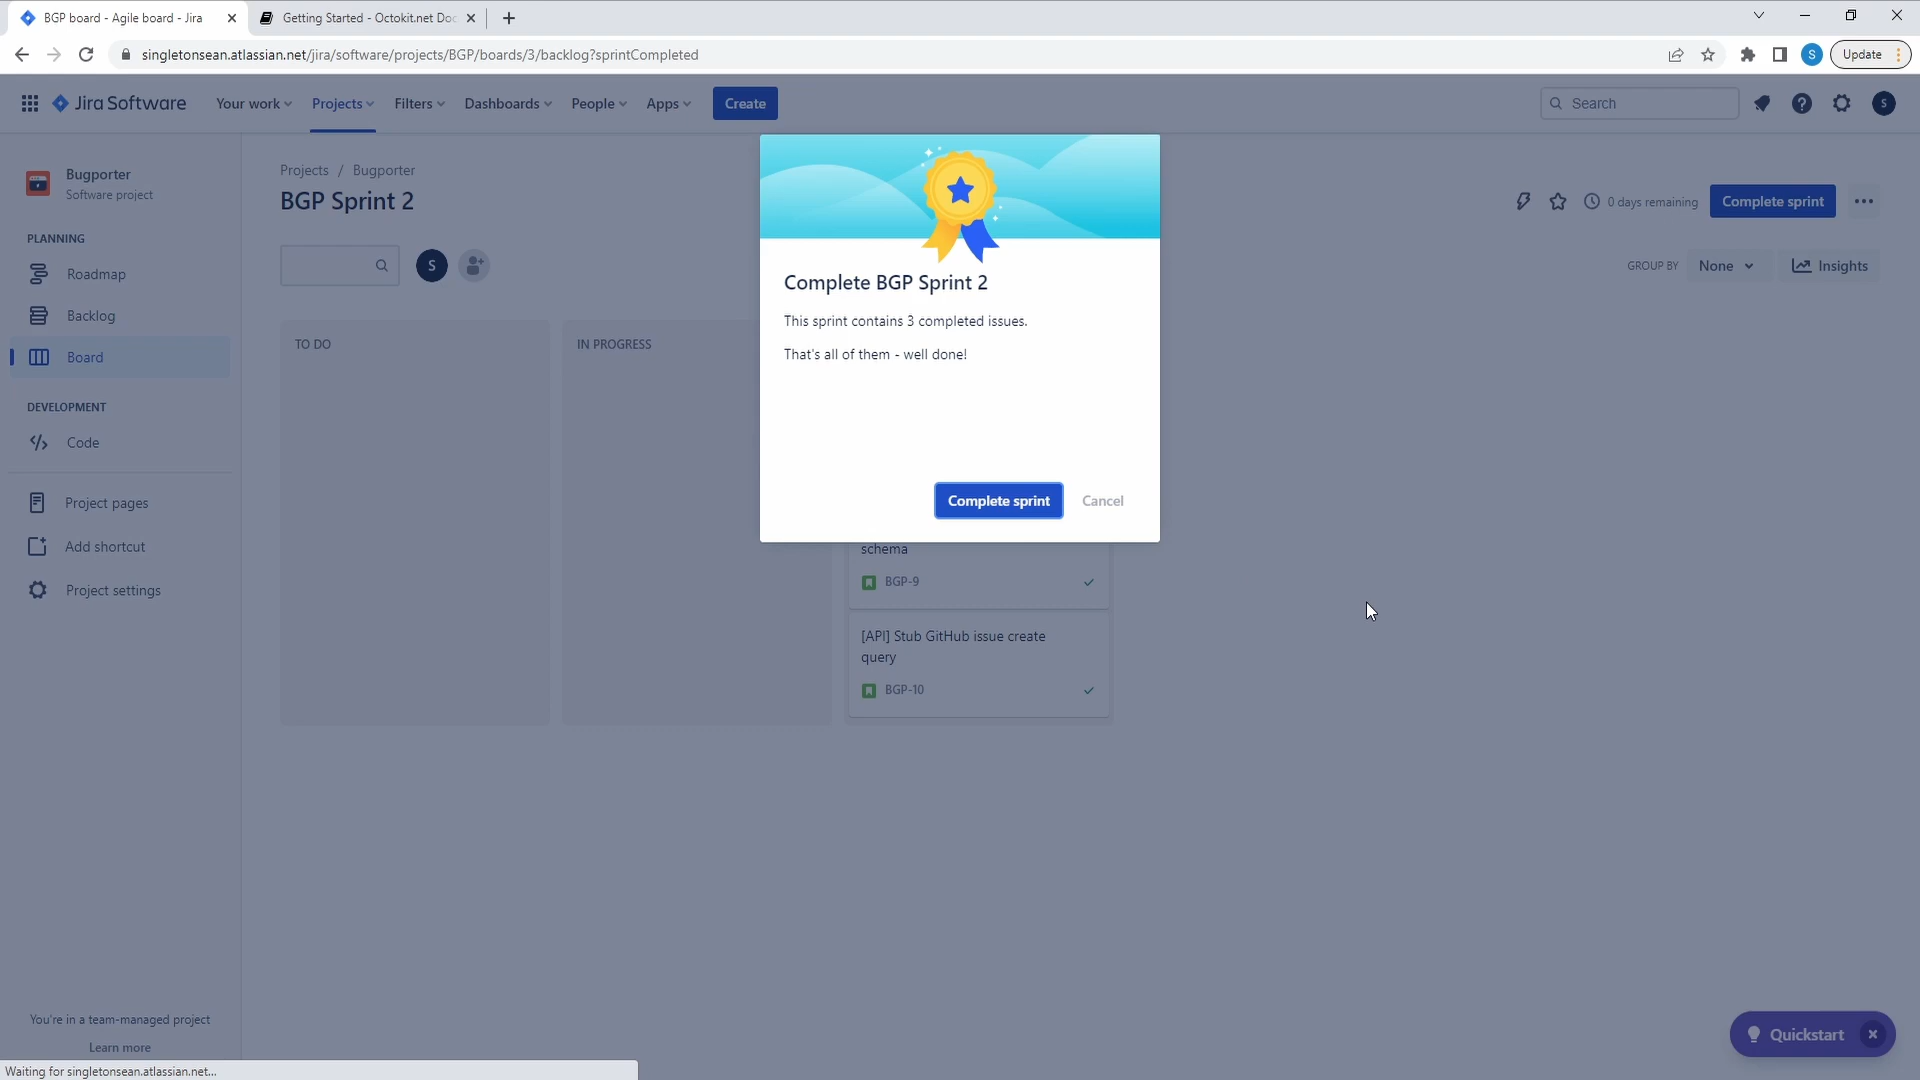 BGP board - Agile board - Jira
Getting Started - Octokit.net Doc
singletonsean.atlassian.net/jira/software/projects/BGP/boards/3/backlog?sprintCompleted
S
Update
Jira Software
Your work
Projects
Filters
Dashboards
People
Apps
Create
Search
S
Bugporter
Software project
PLANNING
Roadmap
Backlog
Board
DEVELOPMENT
Code
Project pages
Add shortcut
Project settings
You're in a team-managed project
Learn more
Projects / Bugporter
BGP Sprint 2
0 days remaining
Complete sprint
S
GROUP BY
None
Insights
TO DO
IN PROGRESS
schema
BGP-9
[API] Stub GitHub issue create
query
BGP-10
Complete BGP Sprint 2
This sprint contains 3 completed issues.
That's all of them - well done!
Complete sprint
Cancel
Quickstart
Waiting for singletonsean.atlassian.net...